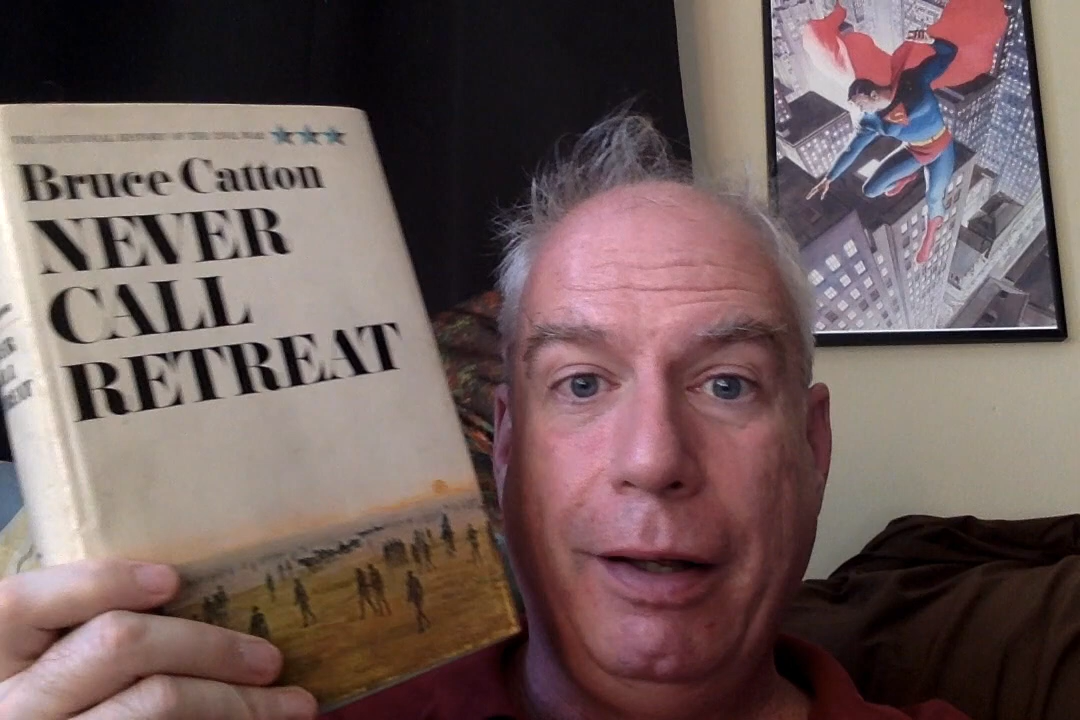 THE CENTENNIAL HISTORY OF THE CIVIL WAR
Bruce Catton
NEVER
CALL
RETREAT